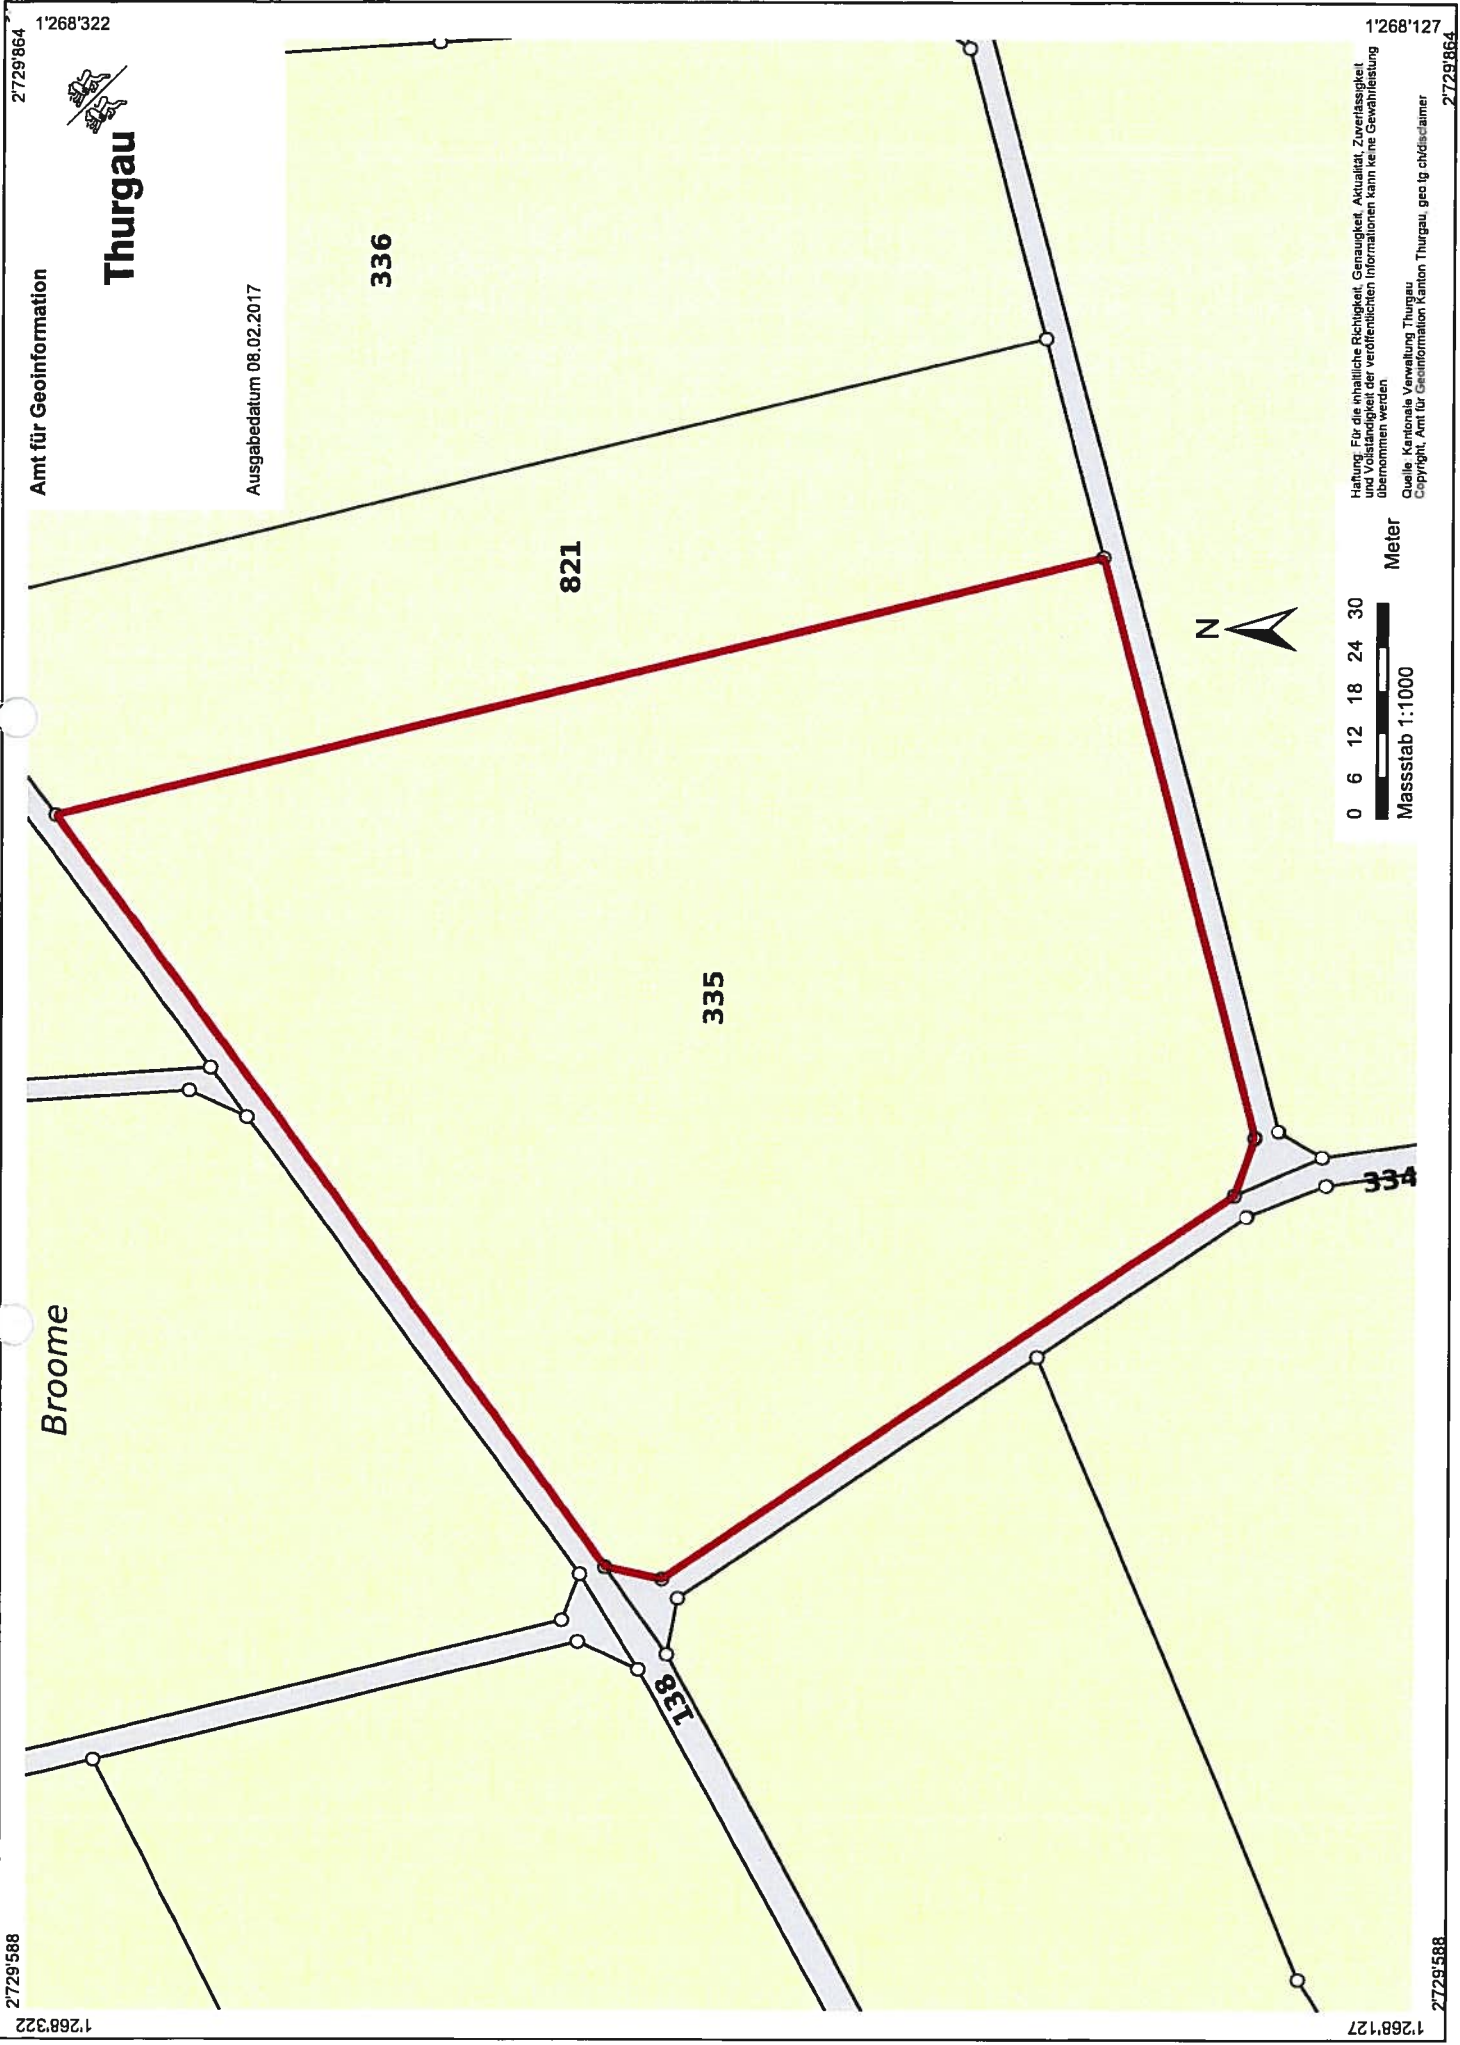 2'729'588
2'729'864
1'268'322
1'268'322
Amt für Geoinformation
Thurgau
Ausgabedatum 08.02.2017
Broome
336
821
335
138
334
N
0 6 12 18 24 30
Meter
Massstab 1:1000
Haftung: Für die inhaltliche Richtigkeit, Genauigkeit, Aktualität, Zuverlässigkeit
und Vollständigkeit der veröffentlichten Informationen kann keine Gewährleistung
übernommen werden
Quelle: Kantonale Verwaltung Thurgau
Copyright, Amt für Geoinformation Kanton Thurgau, geo tg ch/disclaimer
1'268'127
1'268'127
2'729'588
2'729'864